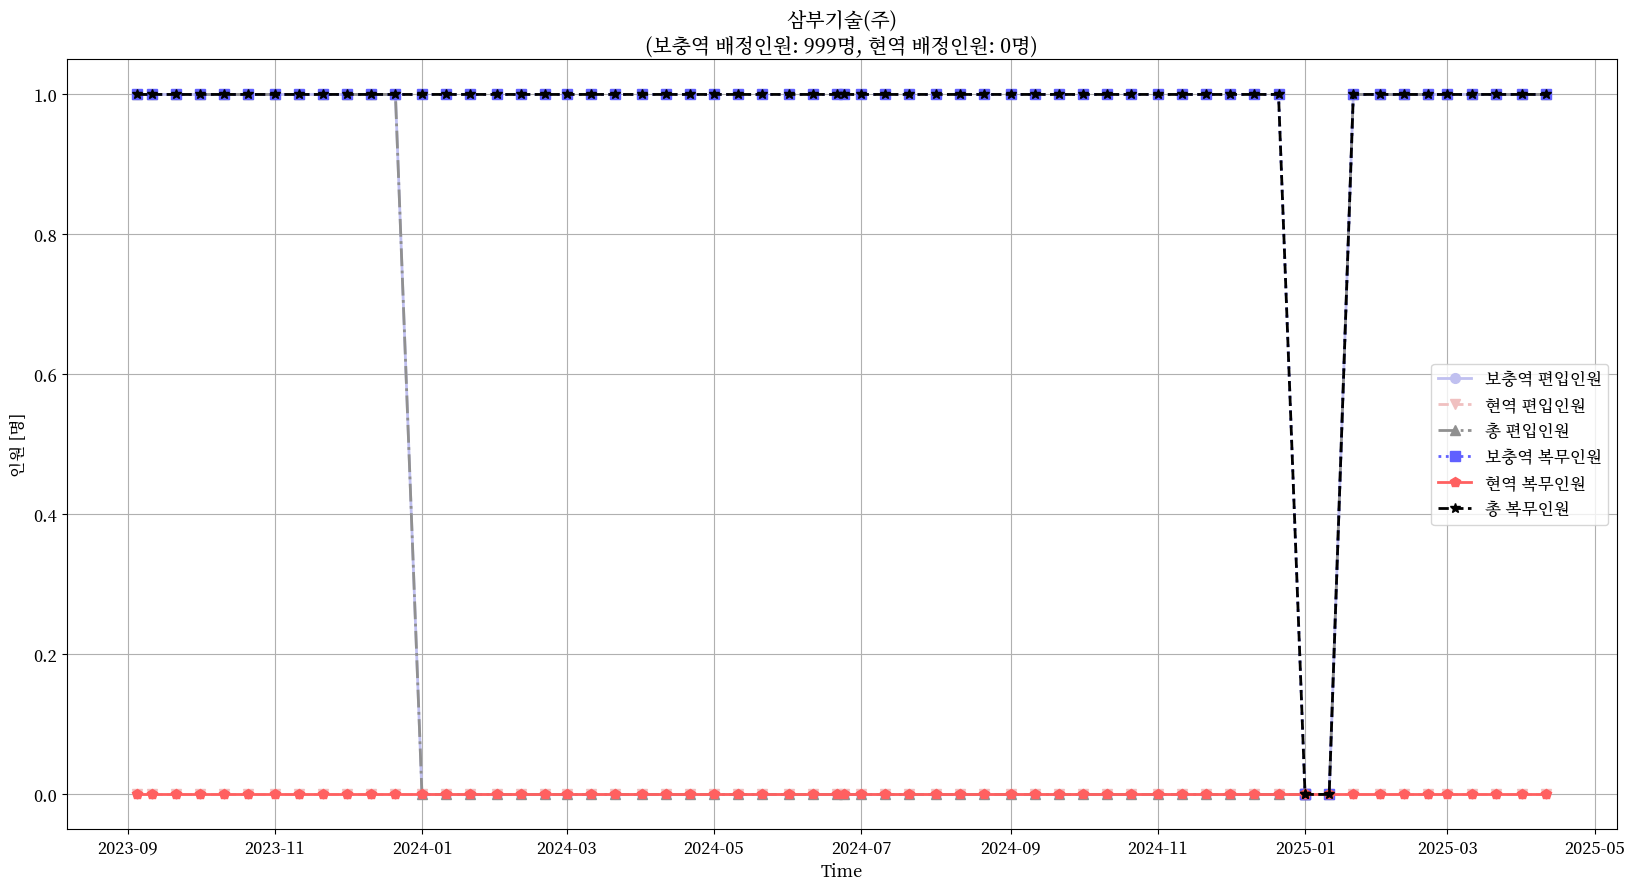 삼부기술(주)
(보충역 배정인원: 999명, 현역 배정인원: 0명)
인원 [명]
1.0
0.8
0.6
0.4
0.2
0.0
보충역 편입인원
현역 편입인원
총 편입인원
보충역 복무인원
현역 복무인원
총 복무인원
2023-09 2023-11 2024-01 2024-03 2024-05 2024-07 2024-09 2024-11 2025-01 2025-03 2025-05
Time